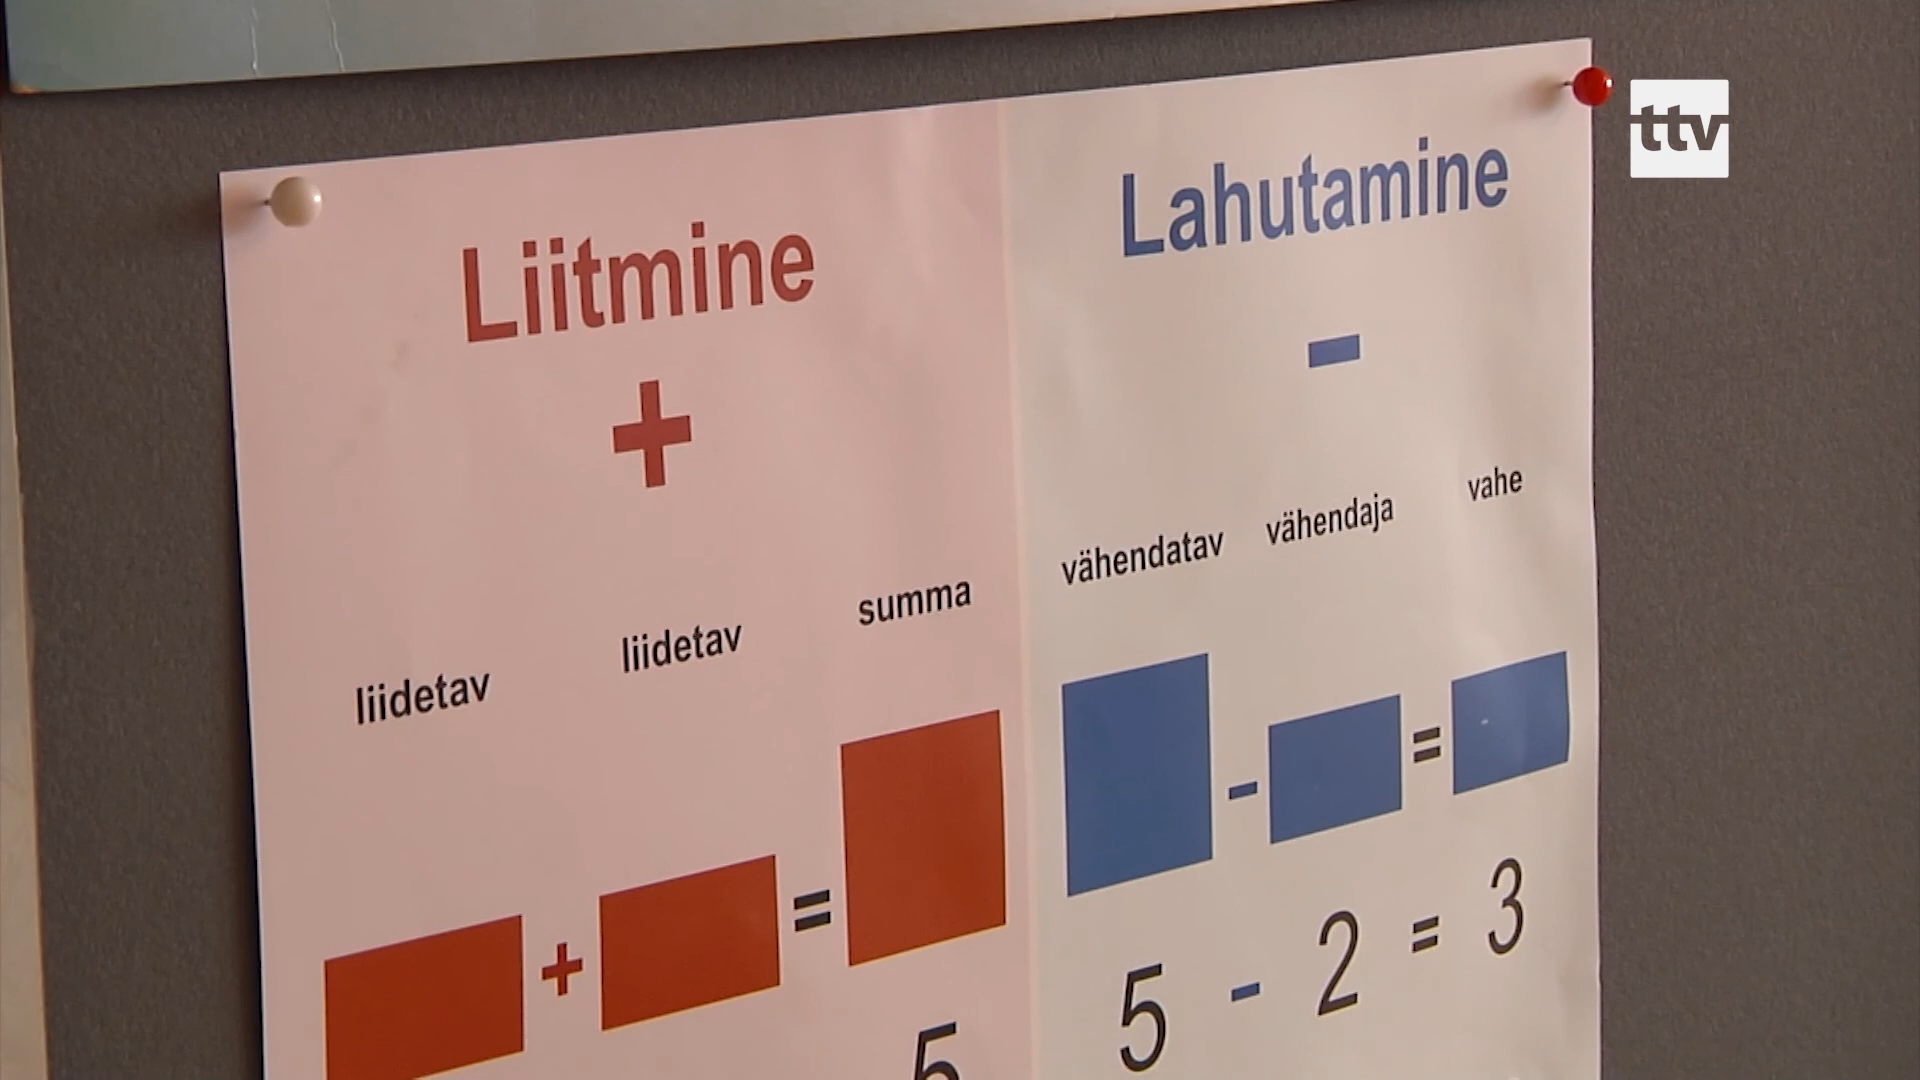 ttv
Liitmine
+
liidetav liidetav summa
+ =
5
Lahutamine
-
vähendatav vähendaja vahe
- =
5 - 2 = 3